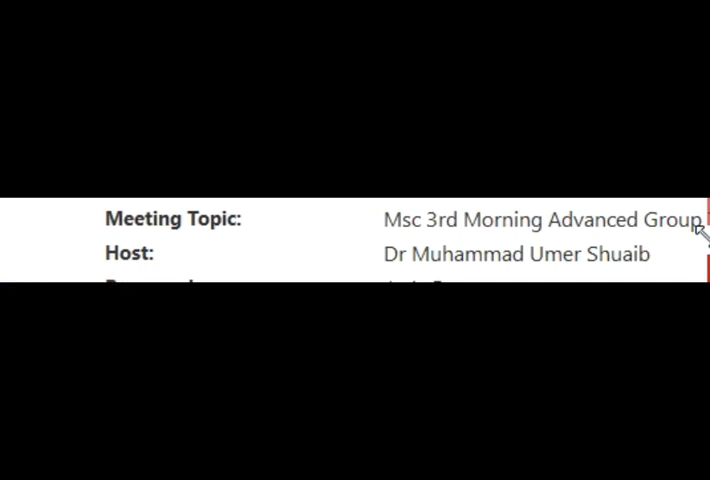 Meeting Topic: Msc 3rd Morning Advanced Group
Host: Dr Muhammad Umer Shuaib